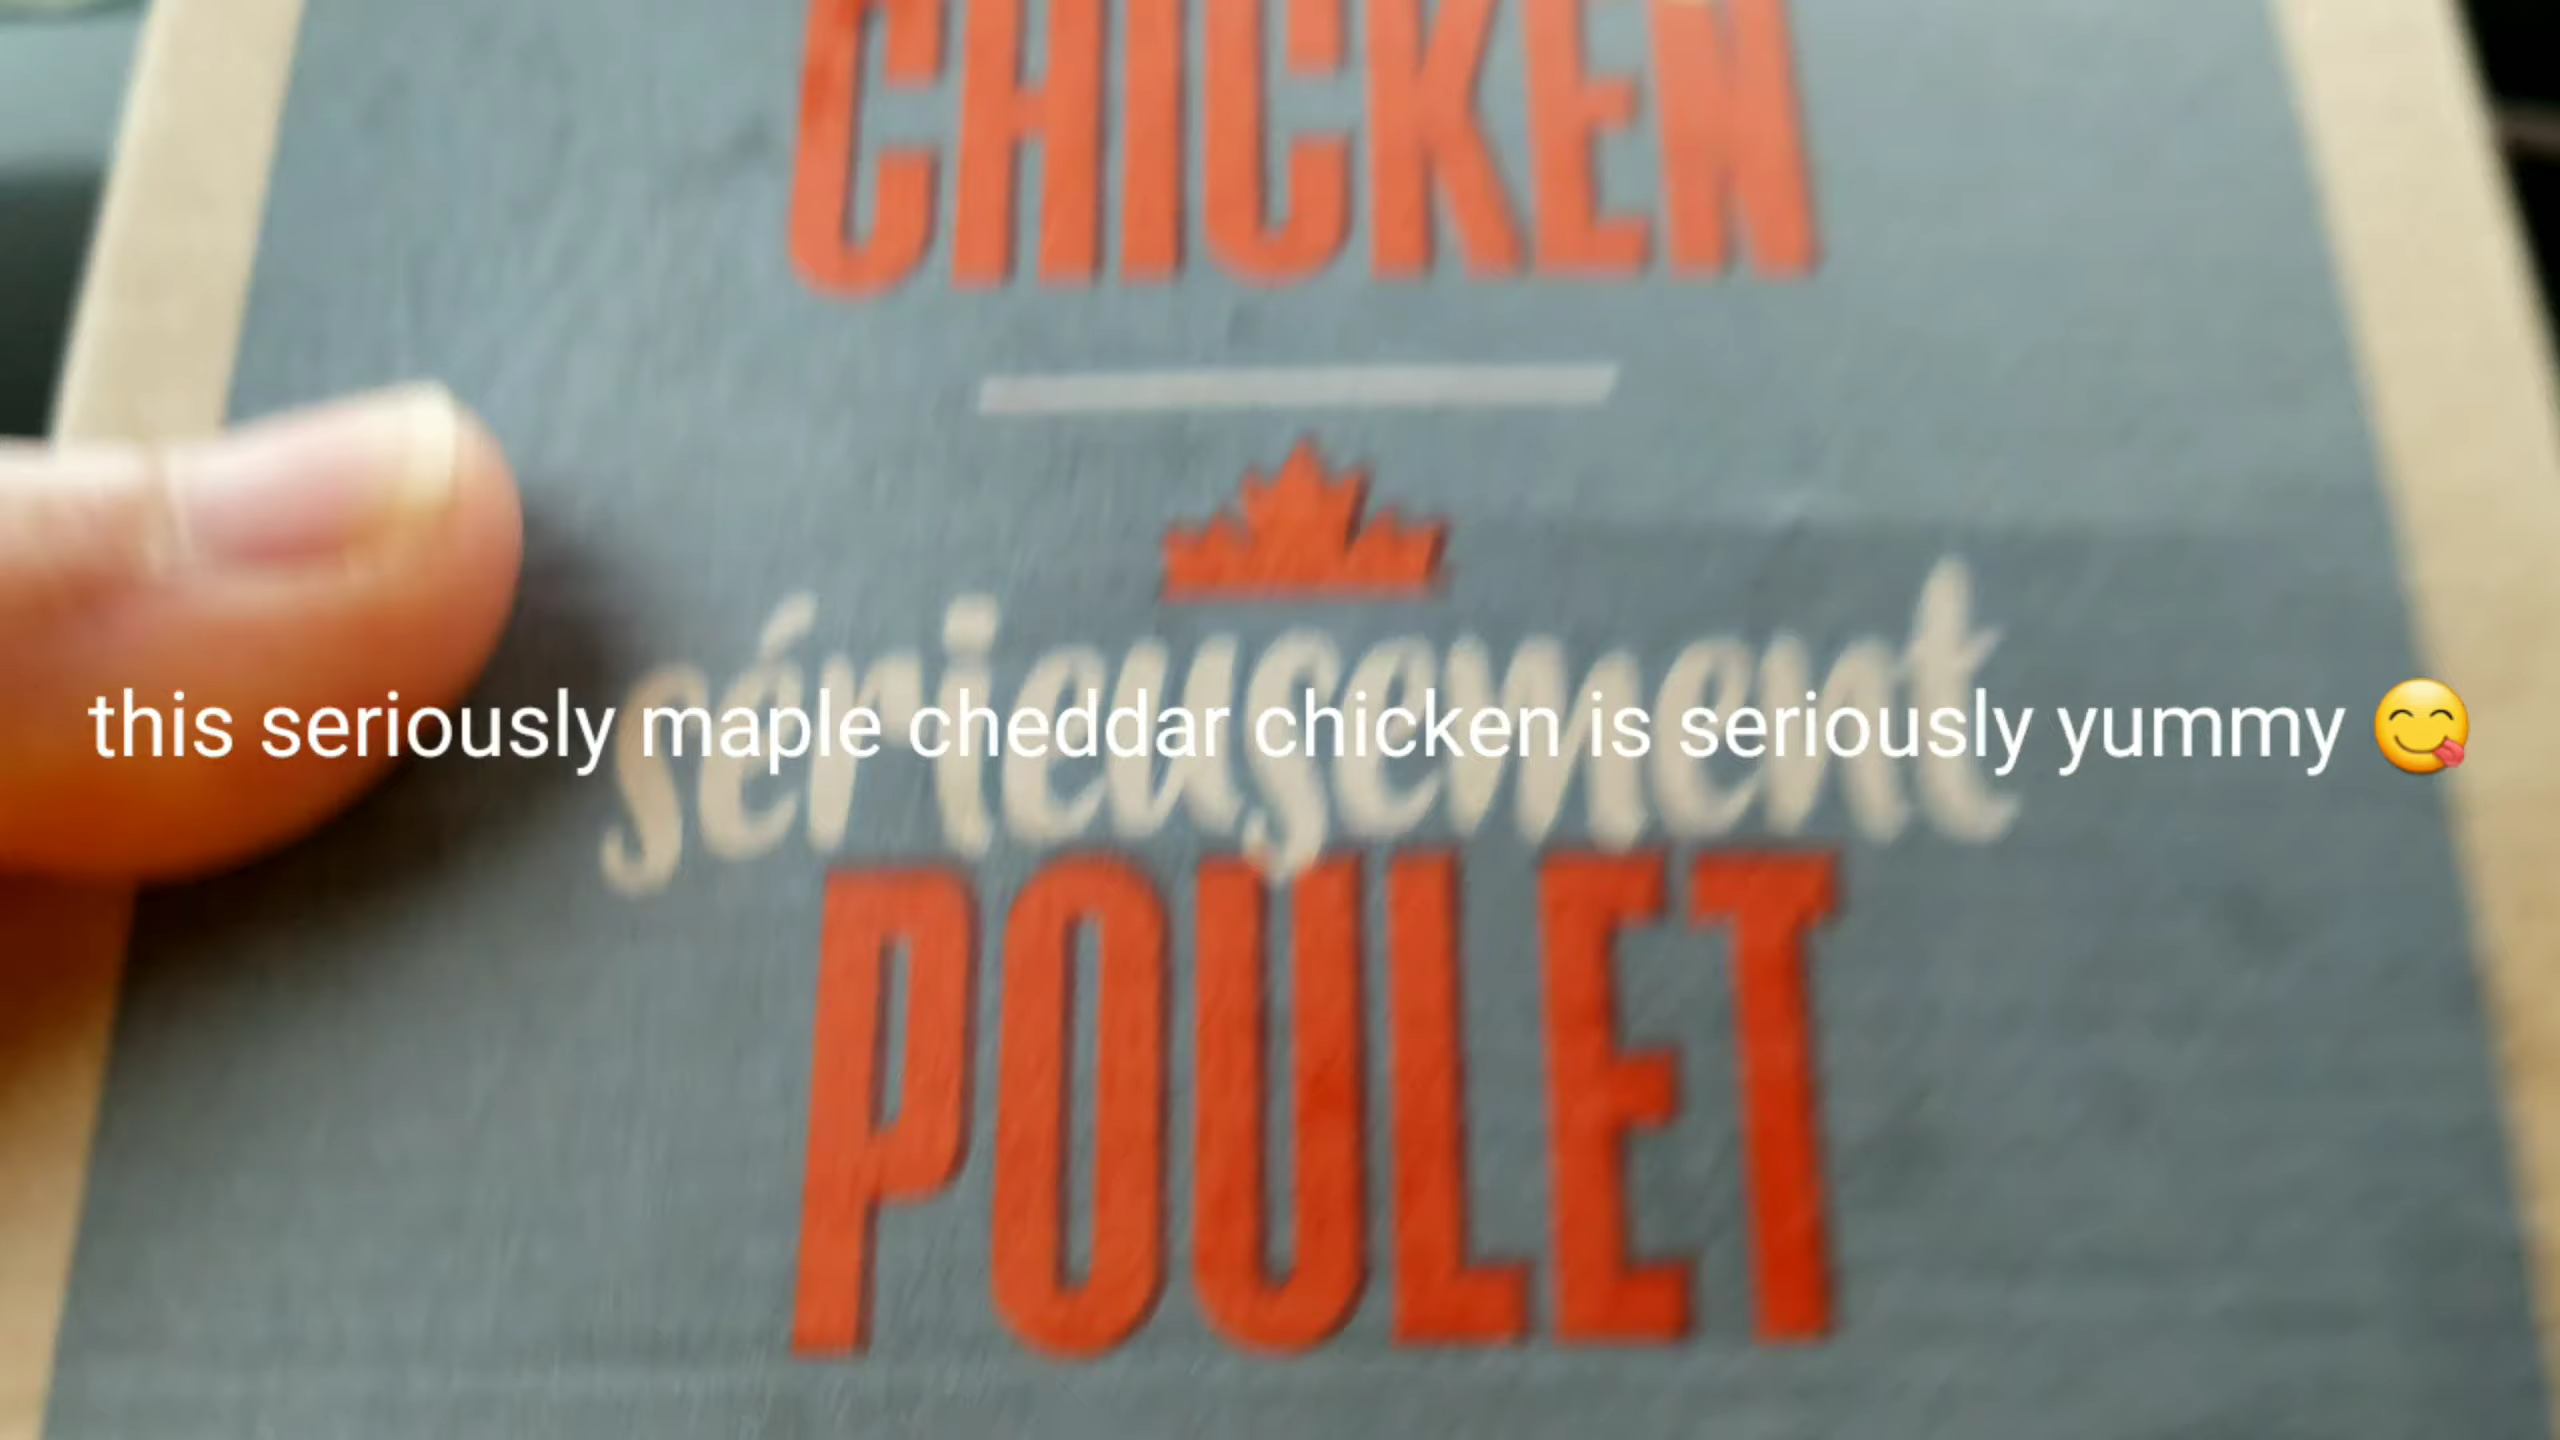 CHICKEN
sérieusement
this seriously maple cheddar chicken is seriously yummy 😋
POULET